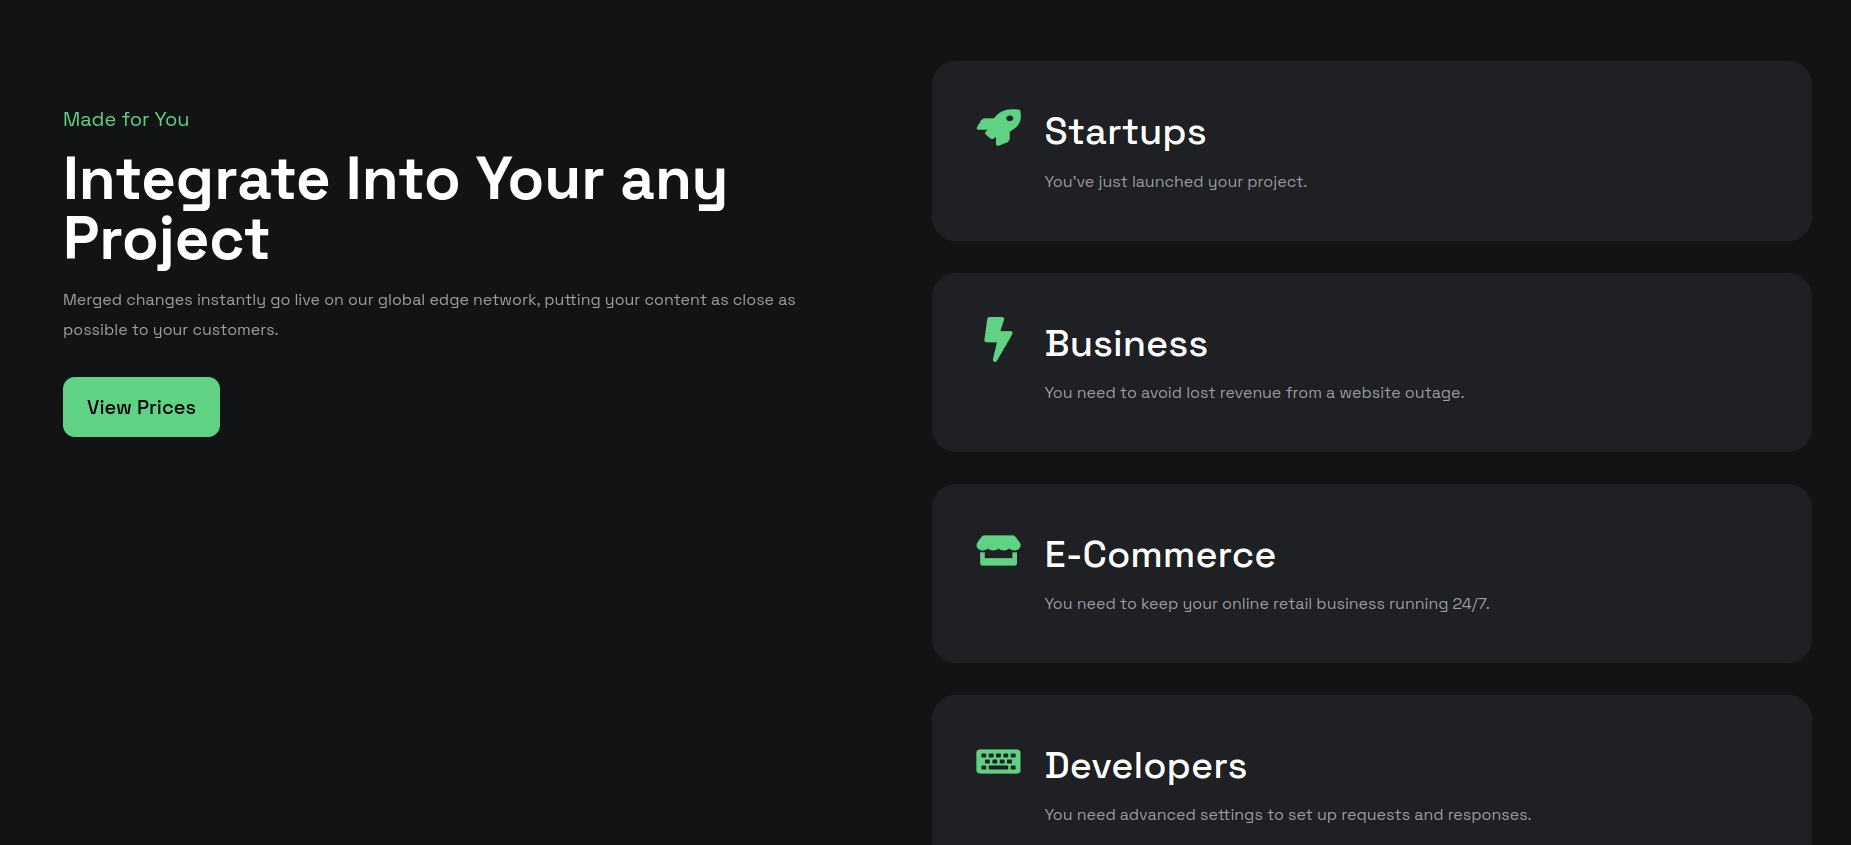 Made for You
Integrate Into Your any
Project
Merged changes instantly go live on our global edge network, putting your content as close as
possible to your customers.
View Prices
Startups
You've just launched your project.
Business
You need to avoid lost revenue from a website outage.
E-Commerce
You need to keep your online retail business running 24/7.
Developers
You need advanced settings to set up requests and responses.